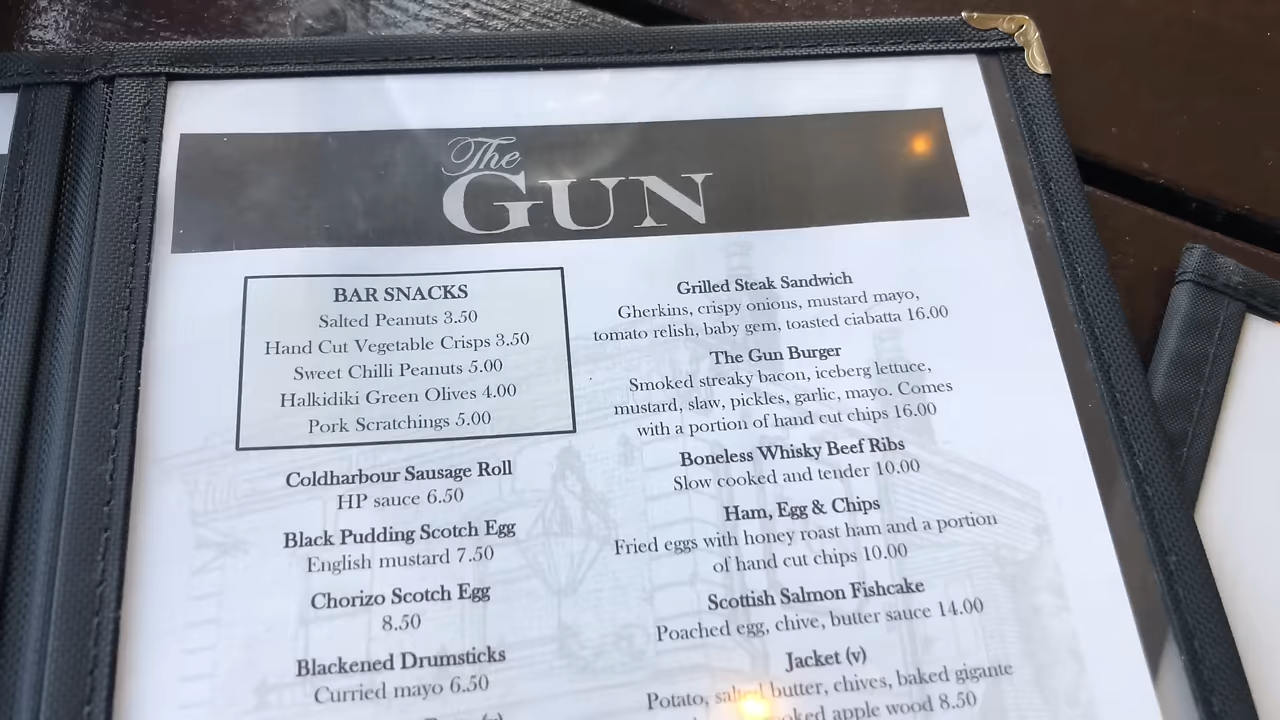 The
GUN
BAR SNACKS
Salted Peanuts 3.50
Hand Cut Vegetable Crisps 3.50
Sweet Chilli Peanuts 5.00
Halkidiki Green Olives 4.00
Pork Scratchings 5.00
Coldharbour Sausage Roll
HP sauce 6.50
Black Pudding Scotch Egg
English mustard 7.50
Chorizo Scotch Egg
8.50
Blackened Drumsticks
Curried mayo 6.50
Grilled Steak Sandwich
Gherkins, crispy onions, mustard mayo,
tomato relish, baby gem, toasted ciabatta 16.00
The Gun Burger
Smoked streaky bacon, iceberg lettuce,
mustard, slaw, pickles, garlic, mayo. Comes
with a portion of hand cut chips 16.00
Boneless Whisky Beef Ribs
Slow cooked and tender 10.00
Ham, Egg & Chips
Fried eggs with honey roast ham and a portion
of hand cut chips 10.00
Scottish Salmon Fishcake
Poached egg, chive, butter sauce 14.00
Jacket (v)
Potato, salted butter, chives, baked gigante
apple wood 8.50